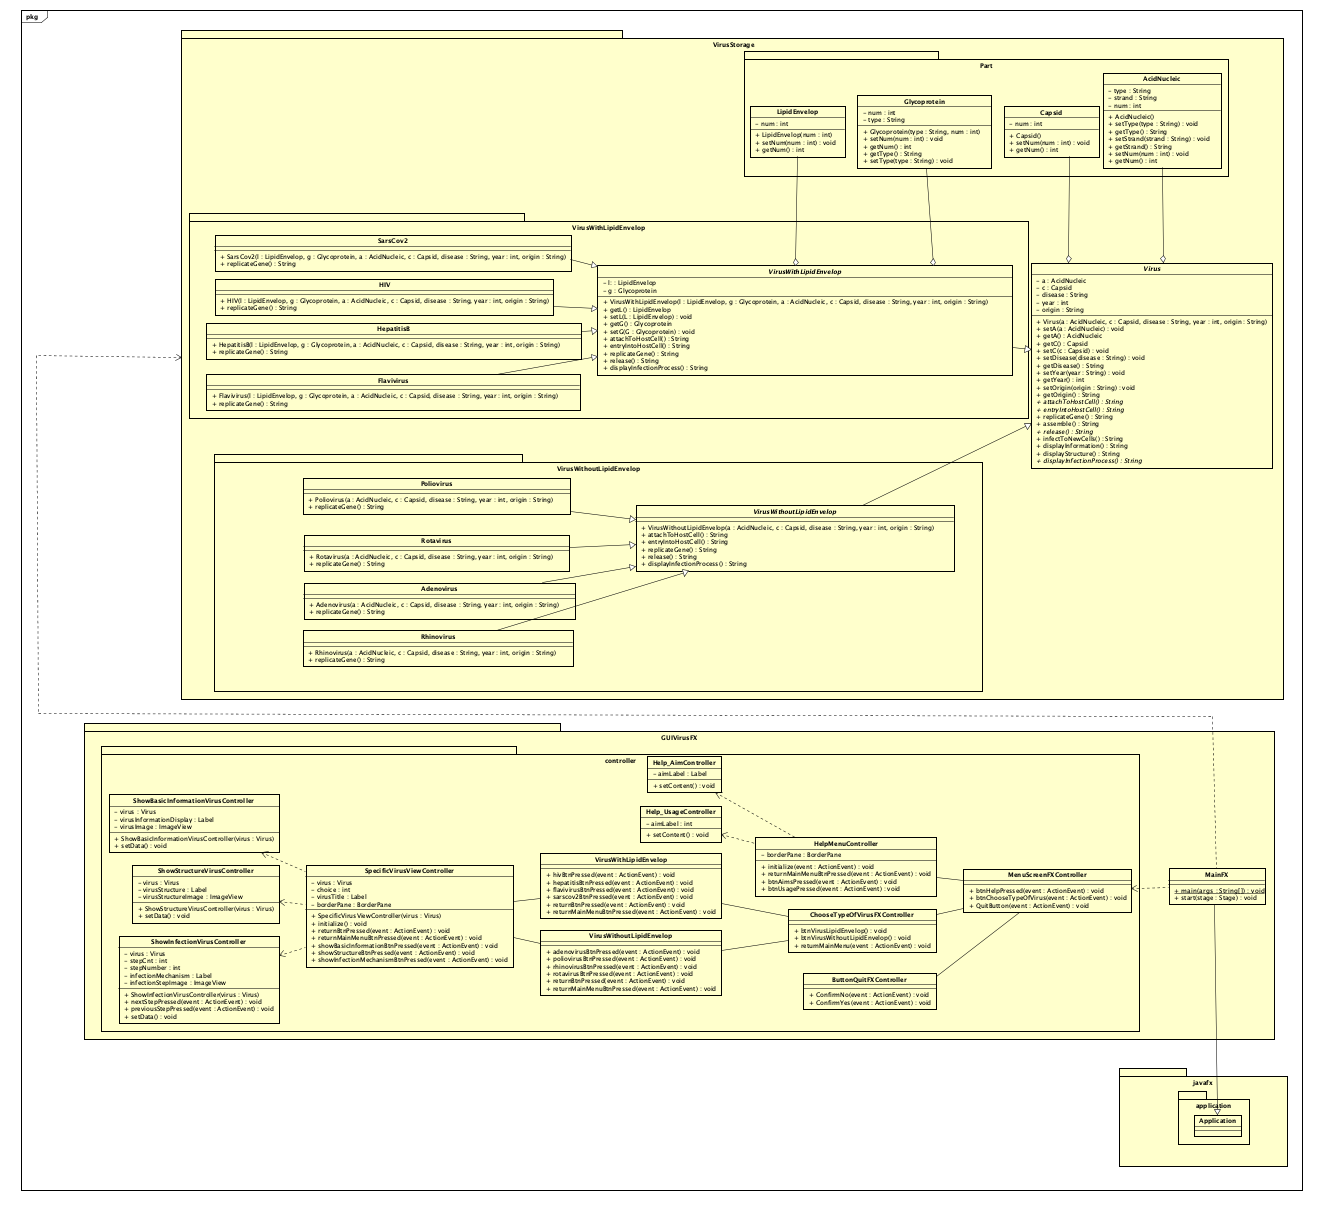 pkg
VirusStorage
Part
LipidEnvelop
- num : int
+ LipidEnvelop(num : int)
+ setNum(num : int) : void
+ getNum() : int
Glycoprotein
- num : int
- type : String
+ Glycoprotein(type : String, num : int)
+ setNum(num : int) : void
+ getNum() : int
+ getType() : String
+ setType(type : String) : void
Capsid
- num : int
+ Capsid()
+ setNum(num : int) : void
+ getNum() : int
AcidNucleic
- type : String
- strand : String
- num : int
+ AcidNucleic()
+ setType(type : String) : void
+ getType() : String
+ setStrand(strand : String) : void
+ getStrand() : String
+ setNum(num : int) : void
+ getNum() : int
VirusWithLipidEnvelop
SarsCov2
+ SarsCov2(l : LipidEnvelop, g : Glycoprotein, a : AcidNucleic, c : Capsid, disease : String, year : int, origin : String)
+ replicateGene() : String
HIV
+ HIV(l : LipidEnvelop, g : Glycoprotein, a : AcidNucleic, c : Capsid, disease : String, year : int, origin : String)
+ replicateGene() : String
HepatitisB
+ HepatitisB(l : LipidEnvelop, g : Glycoprotein, a : AcidNucleic, c : Capsid, disease : String, year : int, origin : String)
+ replicateGene() : String
Flavivirus
+ Flavivirus(l : LipidEnvelop, g : Glycoprotein, a : AcidNucleic, c : Capsid, disease : String, year : int, origin : String)
+ replicateGene() : String
VirusWithLipidEnvelop
- l: : LipidEnvelop
- g : Glycoprotein
+ VirusWithLipidEnvelop(l : LipidEnvelop, g : Glycoprotein, a : AcidNucleic, c : Capsid, disease : String, year : int, origin : String)
+ getL() : LipidEnvelop
+ setL(L : LipidEnvelop) : void
+ getG() : Glycoprotein
+ setG(G : Glycoprotein) : void
+ attachToHostCell() : String
+ entryIntoHostCell() : String
+ replicateGene() : String
+ release() : String
+ displayInfectionProcess() : String
Virus
- a : AcidNucleic
- c : Capsid
- disease : String
- year : int
- origin : String
+ Virus(a : AcidNucleic, c : Capsid, disease : String, year : int, origin : String)
+ setA(a : AcidNucleic) : void
+ getA() : AcidNucleic
+ getC() : Capsid
+ setC(c : Capsid) : void
+ setDisease(disease : String) : void
+ getDisease() : String
+ setYear(year : String) : void
+ getYear() : int
+ setOrigin(origin : String) : void
+ getOrigin() : String
+ attachToHostCell() : String
+ entryIntoHostCell() : String
+ replicateGene() : String
+ assemble() : String
+ release() : String
+ infectToNewCells() : String
+ displayInformation() : String
+ displayStructure() : String
+ displayInfectionProcess() : String
VirusWithoutLipidEnvelop
Poliovirus
+ Poliovirus(a : AcidNucleic, c : Capsid, disease : String, year : int, origin : String)
+ replicateGene() : String
Rotavirus
+ Rotavirus(a : AcidNucleic, c : Capsid, disease : String, year : int, origin : String)
+ replicateGene() : String
Adenovirus
+ Adenovirus(a : AcidNucleic, c : Capsid, disease : String, year : int, origin : String)
+ replicateGene() : String
Rhinovirus
+ Rhinovirus(a : AcidNucleic, c : Capsid, disease : String, year : int, origin : String)
+ replicateGene() : String
VirusWithoutLipidEnvelop
+ VirusWithoutLipidEnvelop(a : AcidNucleic, c : Capsid, disease : String, year : int, origin : String)
+ attachToHostCell() : String
+ entryIntoHostCell() : String
+ replicateGene() : String
+ release() : String
+ displayInfectionProcess() : String
GUIVirusFX
controller
Help_AimController
- aimLabel : Label
+ setContent() : void
Help_UsageController
- aimLabel : int
+ setContent() : void
ShowBasicInformationVirusController
- virus : Virus
- virusInformationDisplay : Label
- virusImage : ImageView
+ ShowBasicInformationVirusController(virus : Virus)
+ setData() : void
ShowStructureVirusController
- virus : Virus
- virusStructure : Label
- virusStructureImage : ImageView
+ ShowStructureVirusController(virus : Virus)
+ setData() : void
ShowInfectionVirusController
- virus : Virus
- stepCnt : int
- stepNumber : int
- infectionMechanism : Label
- infectionStepImage : ImageView
+ ShowInfectionVirusController(virus : Virus)
+ nextStepPressed(event : ActionEvent) : void
+ previousStepPressed(event : ActionEvent) : void
+ setData() : void
SpecificVirusViewController
- virus : Virus
- choice : int
- virusTitle : Label
- borderPane : BorderPane
+ SpecificVirusViewController(virus : Virus)
+ initialize() : void
+ returnBtnPressed(event : ActionEvent) : void
+ returnMainMenuBtnPressed(event : ActionEvent) : void
+ showBasicInformationBtnPressed(event : ActionEvent) : void
+ showStructureBtnPressed(event : ActionEvent) : void
+ showInfectionMechanismBtnPressed(event : ActionEvent) : void
VirusWithLipidEnvelop
+ hivBtnPressed(event : ActionEvent) : void
+ hepatitisBtnPressed(event : ActionEvent) : void
+ flavirusBtnPressed(event : ActionEvent) : void
+ sarscov2BtnPressed(event : ActionEvent) : void
+ returnBtnPressed(event : ActionEvent) : void
+ returnMainMenuBtnPressed(event : ActionEvent) : void
VirusWithoutLipidEnvelop
+ adenovirusBtnPressed(event : ActionEvent) : void
+ poliovirusBtnPressed(event : ActionEvent) : void
+ rhinovirusBtnPressed(event : ActionEvent) : void
+ rotavirusBtnPressed(event : ActionEvent) : void
+ returnBtnPressed(event : ActionEvent) : void
+ returnMainMenuBtnPressed(event : ActionEvent) : void
HelpMenuController
- borderPane : BorderPane
+ initialize(event : ActionEvent) : void
+ returnMainMenuBtnPressed(event : ActionEvent) : void
+ btnAimsPressed(event : ActionEvent) : void
+ btnUsagePressed(event : ActionEvent) : void
ChooseTypeOfVirusFXController
+ btnVirusLipidEnvelop() : void
+ btnVirusWithoutLipidEnvelop() : void
+ returnMainMenu(event : ActionEvent) : void
ButtonQuitFXController
+ ConfirmNo(event : ActionEvent) : void
+ ConfirmYes(event : ActionEvent) : void
MenuScreenFXController
+ btnHelpPressed(event : ActionEvent) : void
+ btnChooseTypeOfVirus(event : ActionEvent) : void
+ QuitButton(event : ActionEvent) : void
MainFX
+ main(args : String[]) : void
+ start(stage : Stage) : void
javafx
application
Application